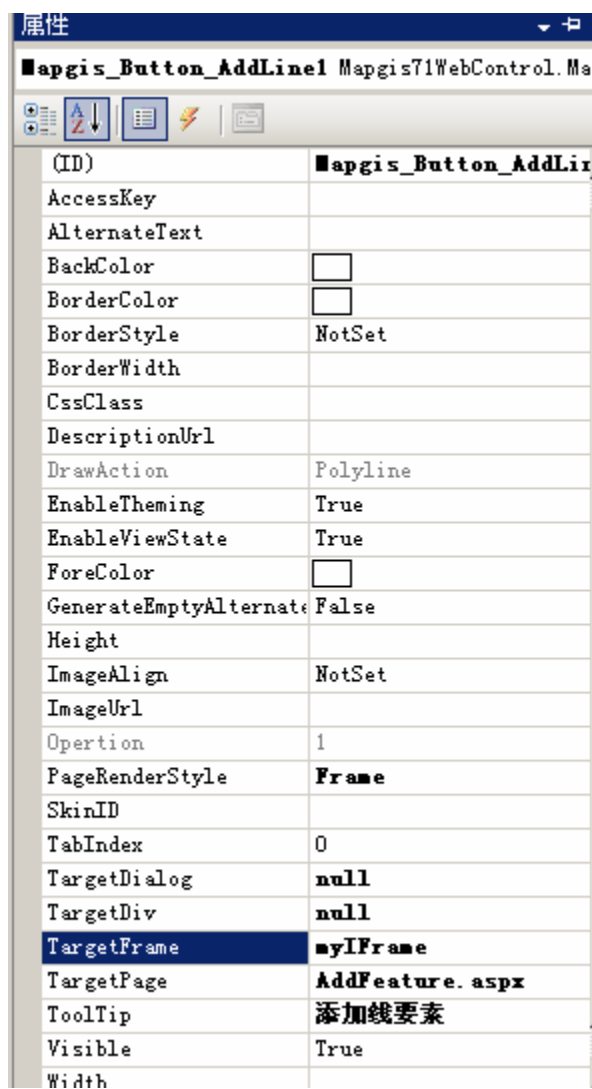 属性
Mapgis_Button_AddLine1 Mapgis71WebControl.Ma
(ID) Mapgis_Button_AddLin
AccessKey
AlternateText
BackColor
BorderColor
BorderStyle NotSet
BorderWidth
CssClass
DescriptionUrl
DrawAction Polyline
EnableTheming True
EnableViewState True
ForeColor
GenerateEmptyAlternate False
Height
ImageAlign NotSet
ImageUrl
Opertion 1
PageRenderStyle Frame
SkinID
TabIndex 0
TargetDialog null
TargetDiv null
TargetFrame myIFrame
TargetPage AddFeature.aspx
ToolTip 添加线要素
Visible True
Width